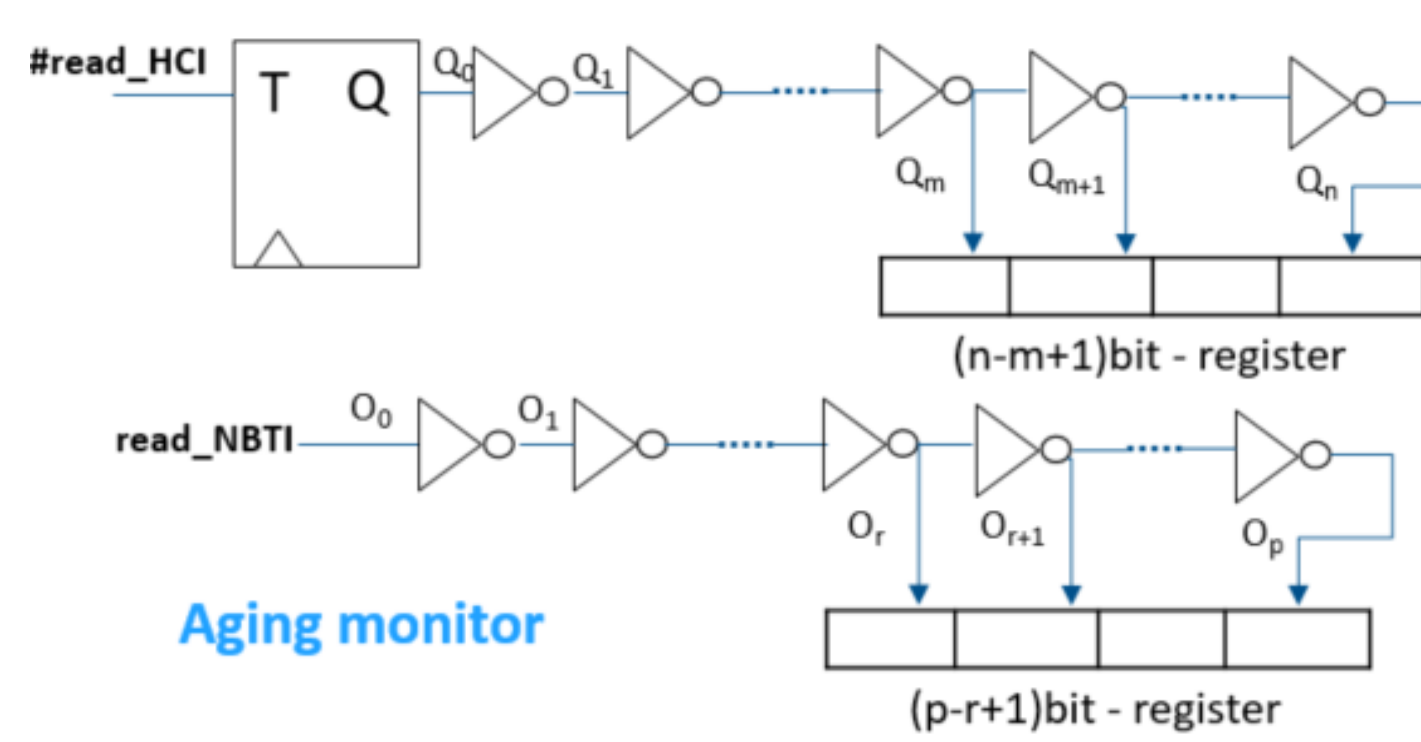 #read_HCI
T Q
Q₀
Q₁
Qₘ
Qₘ₊₁
Qₙ
(n-m+1)bit - register
read_NBTI
O₀
O₁
Oᵣ
Oᵣ₊₁
Oₚ
Aging monitor
(p-r+1)bit - register